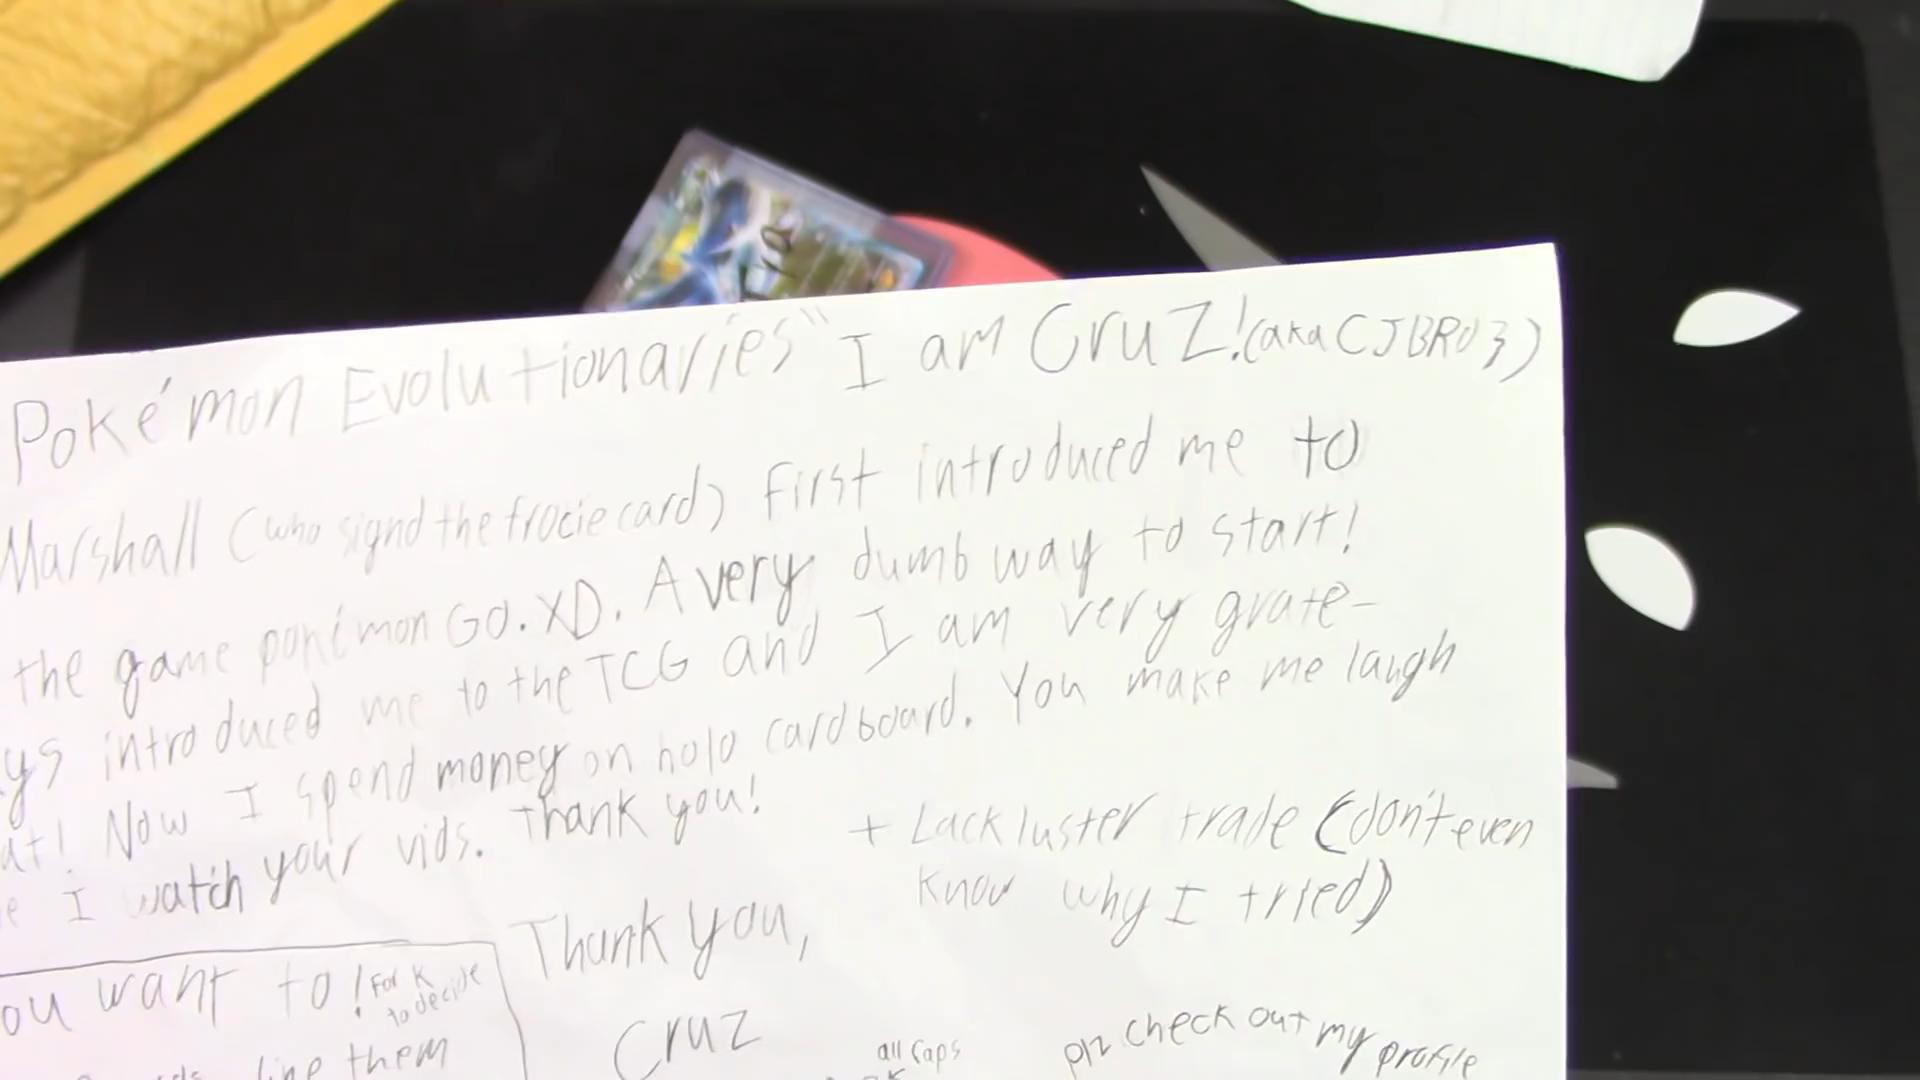 Pokémon Evolutionaries" I am Cruz! (aka CJBRO3)
Marshall (who signd the frocie card) First introduced me to
the game pokémon GO. XD. A very dumb way to start!
ys introduced me to the TCG and I am very grate-
at! Now I spend money on holo cardboard. You make me laugh
e I watch your vids. Thank you!
+ Lackluster trade (don't even
know why I tried)
Thank you,
Cruz
ou want to! For K
to decide
them
all caps
plz check out my profile